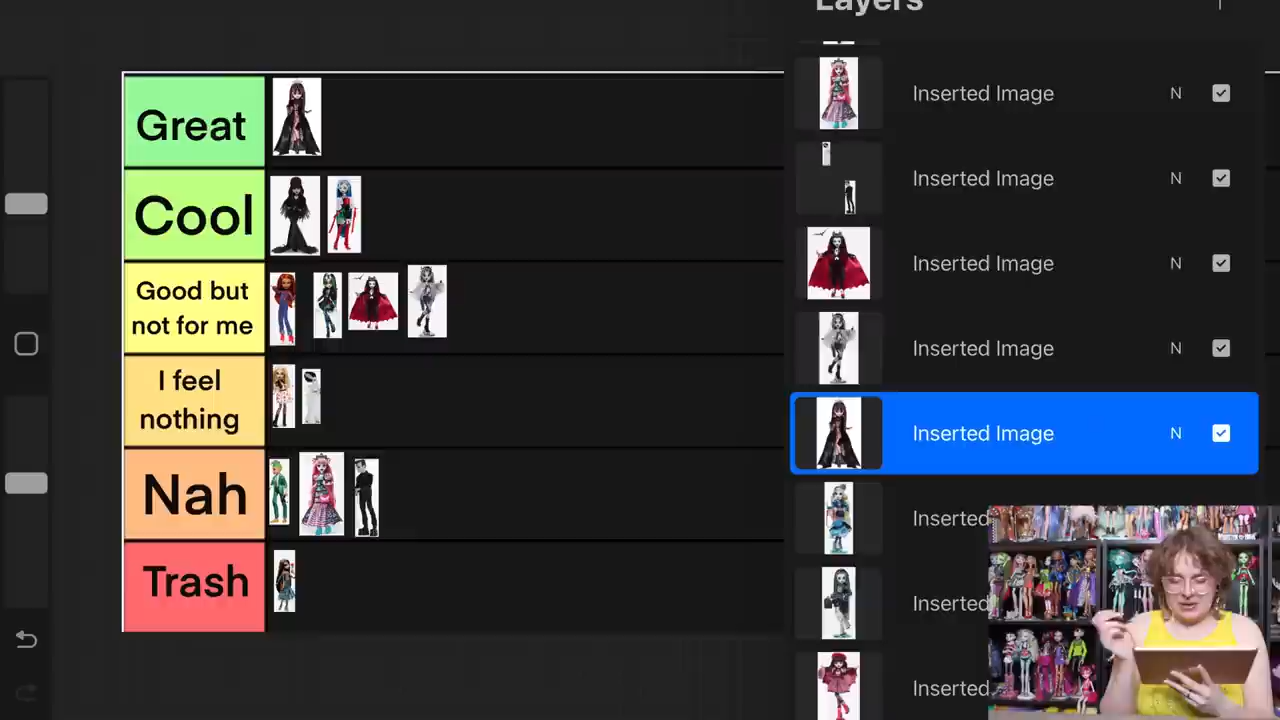 Layers
Great
Inserted Image N
Inserted Image N
Cool
Inserted Image N
Good but
not for me
Inserted Image N
I feel
nothing
Inserted Image N
Nah
Inserted
Inserted
Trash
Inserted